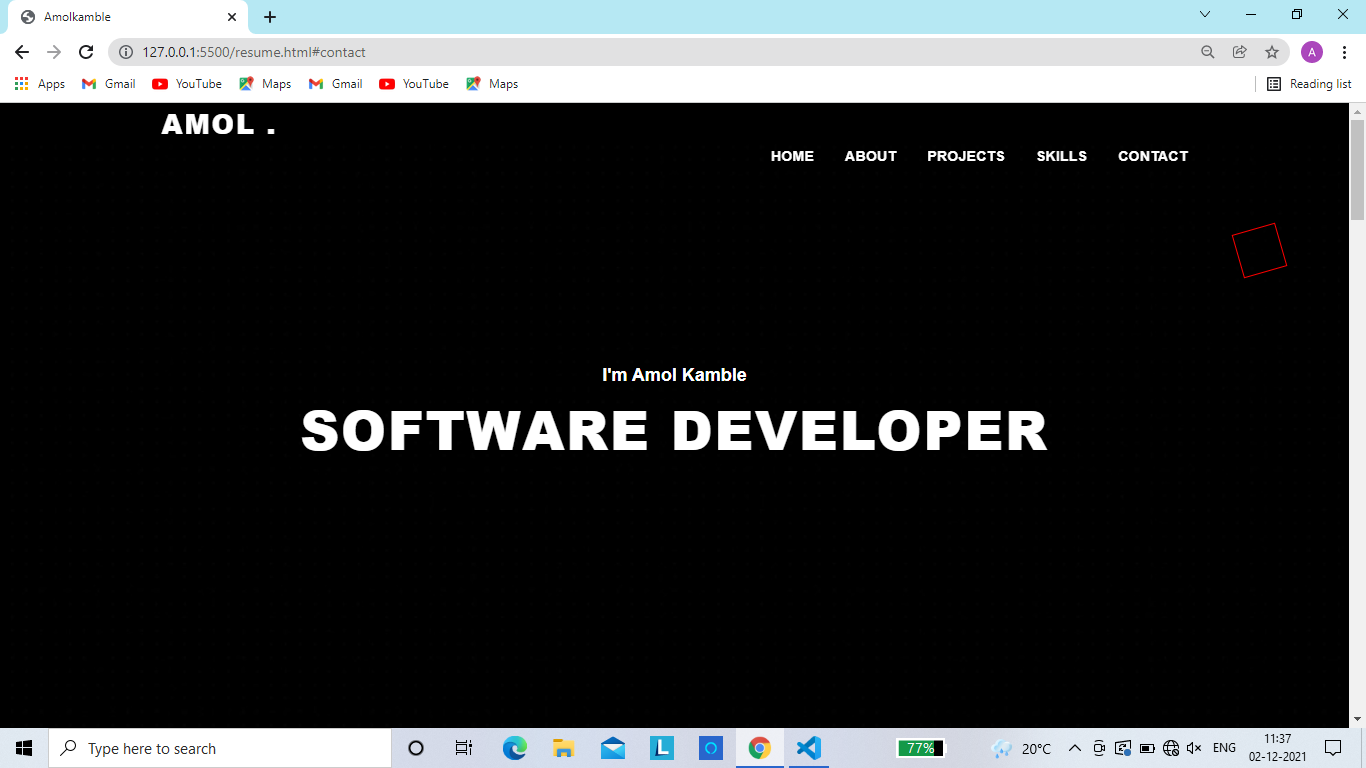 Amolkamble
127.0.0.1:5500/resume.html#contact
A
Apps Gmail YouTube Maps Gmail YouTube Maps Reading list
AMOL .
HOME ABOUT PROJECTS SKILLS CONTACT
I'm Amol Kamble
SOFTWARE DEVELOPER
Type here to search
L
77%
20°C
ENG
11:37
02-12-2021